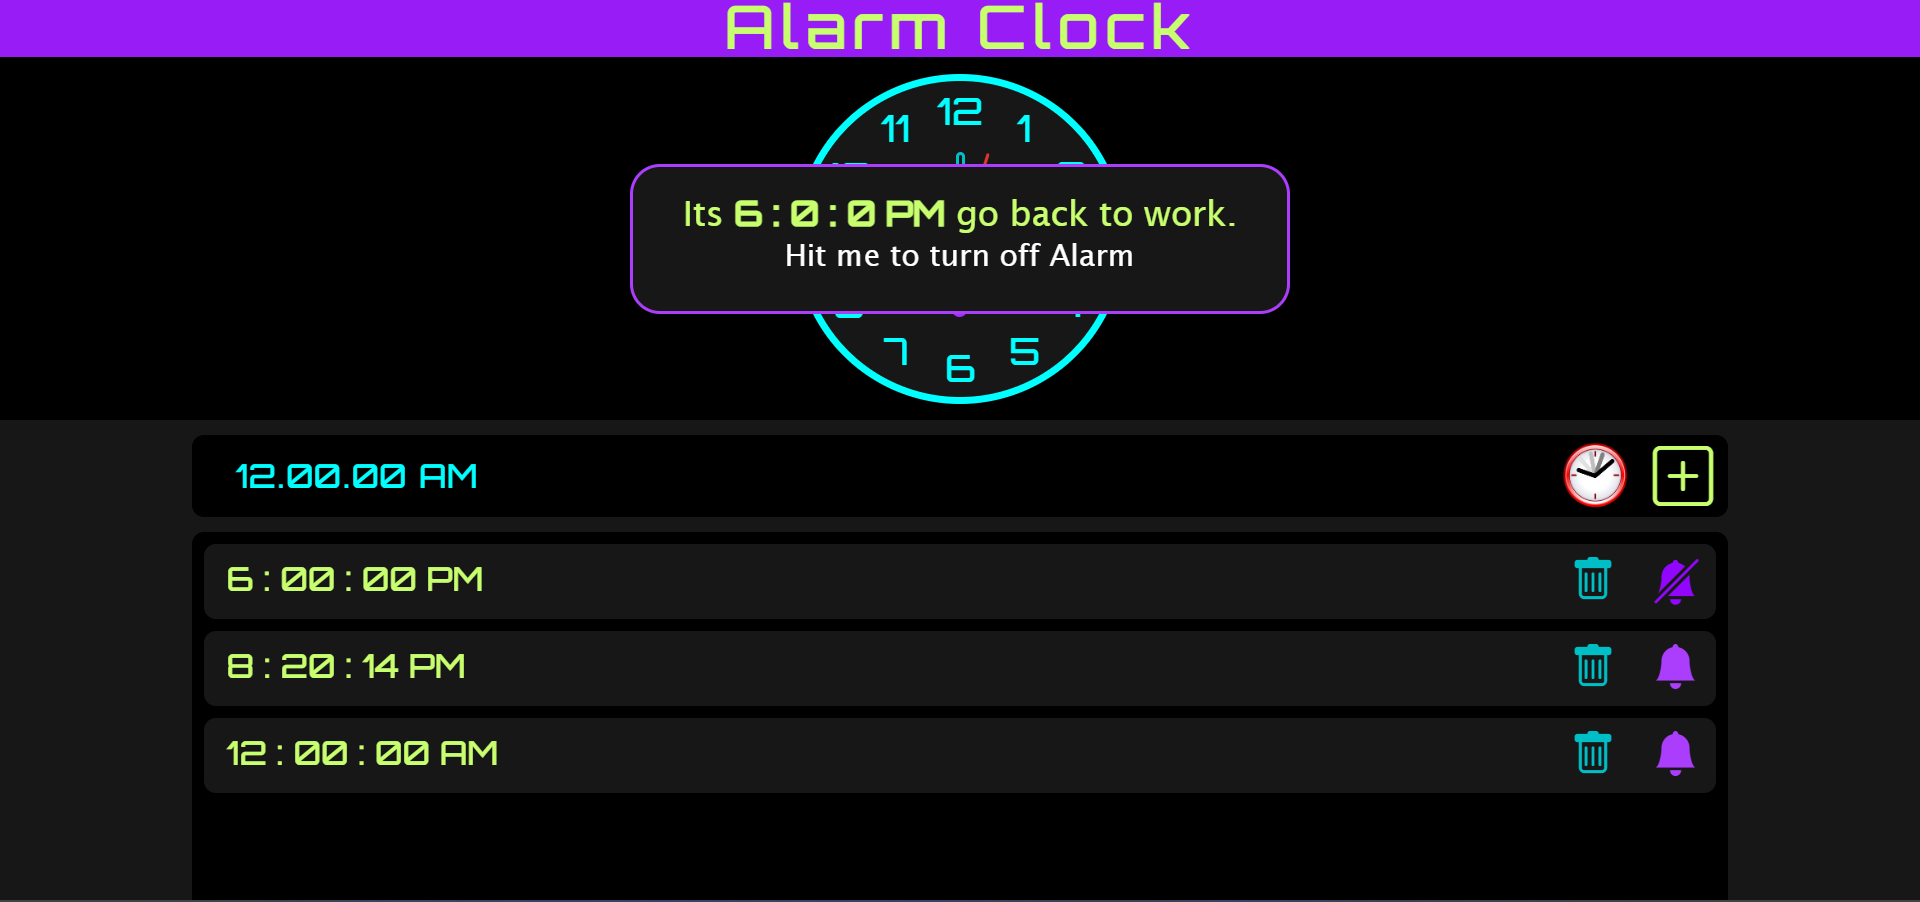 Alarm Clock
12
11
1
Its 6 : 0 : 0 PM go back to work.
Hit me to turn off Alarm
7
5
6
12.00.00 AM
6 : 00 : 00 PM
8 : 20 : 14 PM
12 : 00 : 00 AM